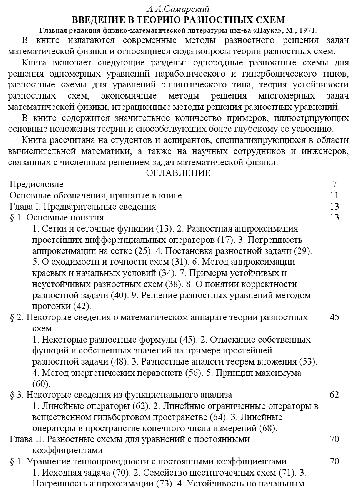 А.А.Самарский
ВВЕДЕНИЕ В ТЕОРИЮ РАЗНОСТНЫХ СХЕМ
Главная редакция физико-математической литературы изд-ва «Наука», М., 1971.
В книге излагаются современные методы разностного решения задач
математической физики и относящиеся сюда вопросы теории разностных схем.
Книга включает следующие разделы: однородные разностные схемы для
решения одномерных уравнений параболического и гиперболического типов,
разностные схемы для уравнений эллиптического типа, теория устойчивости
разностных схем, экономичные методы решения многомерных задач
математической физики, итерационные методы решения разностных уравнений.
В книге содержится значительное количество примеров, иллюстрирующих
основные положения теории и способствующих более глубокому ее усвоению.
Книга рассчитана на студентов и аспирантов, специализирующихся в области
вычислительной математики, а также на научных сотрудников и инженеров,
связанных с численным решением задач математической физики.
ОГЛАВЛЕНИЕ
Предисловие 7
Основные обозначения, принятые в книге 11
Глава I. Предварительные сведения 13
§ 1. Основные понятия 13
1. Сетки и сеточные функции (13). 2. Разностная аппроксимация
простейших дифференциальных операторов (17). 3. Погрешность
аппроксимации на сетке (25). 4. Постановка разностной задачи (29).
5. О сходимости и точности схем (31). 6. Метод аппроксимации
краевых и начальных условий (34). 7. Примеры устойчивых и
неустойчивых разностных схем (38). 8. О понятии корректности
разностной задачи (40). 9. Решение разностных уравнений методом
прогонки (42).
§ 2. Некоторые сведения о математическом аппарате теории разностных 45
схем
1. Некоторые разностные формулы (45). 2. Отыскание собственных
функций и собственных значений на примере простейшей
разностной задачи (48). 3. Разностные аналоги теорем вложения (53).
4. Метод энергетических неравенств (56). 5. Принцип максимума
(60).
§ 3. Некоторые сведения из функционального анализа 62
1. Линейные операторы (62). 2. Линейные ограниченные операторы в
вещественном гильбертовом пространстве (64). 3. Линейные
операторы в пространстве конечного числа измерений (68).
Глава II. Разностные схемы для уравнений с постоянными 70
коэффициентами
§ 1. Уравнение теплопроводности с постоянными коэффициентами 70
1. Исходная задача (70). 2. Семейство шеститочечных схем (71). 3.
Погрешность аппроксимации (73). 4. Устойчивость по начальным